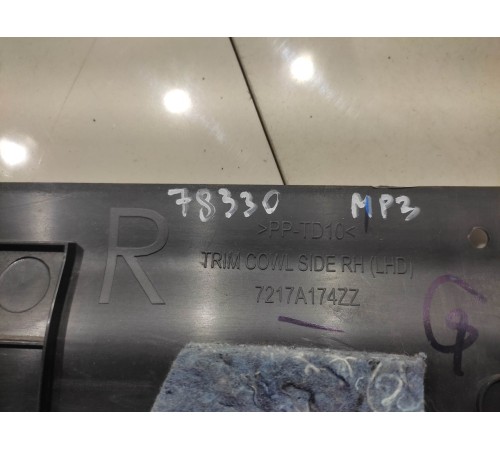 78330 MP3
>PP-TD10<
R
TRIM COWL SIDE RH (LHD)
7217A174ZZ